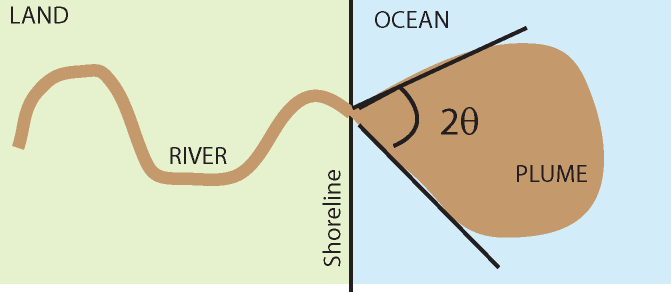 LAND
OCEAN
RIVER
Shoreline
2θ
PLUME